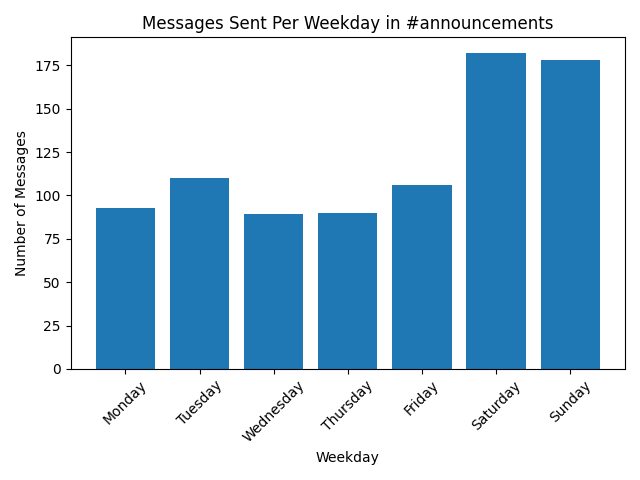 Messages Sent Per Weekday in #announcements
Number of Messages
175
150
125
100
75
50
25
0
Monday
Tuesday
Wednesday
Thursday
Friday
Saturday
Sunday
Weekday